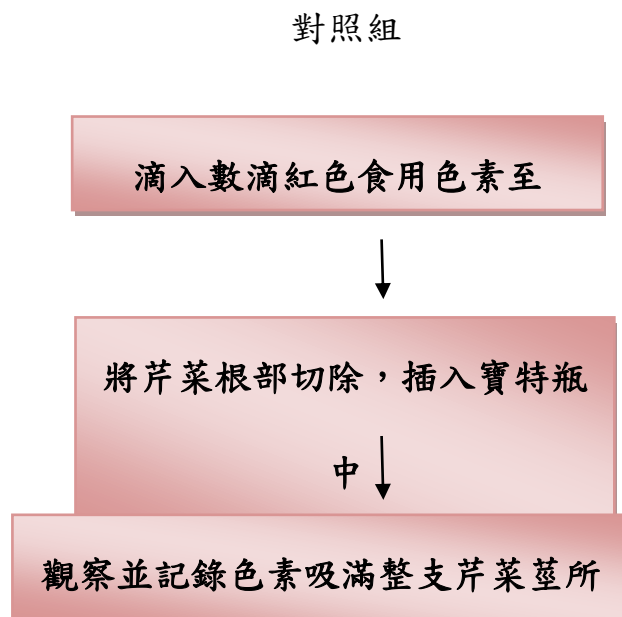 對照組
滴入數滴紅色食用色素至
將芹菜根部切除，插入寶特瓶
中
觀察並記錄色素吸滿整支芹菜莖所